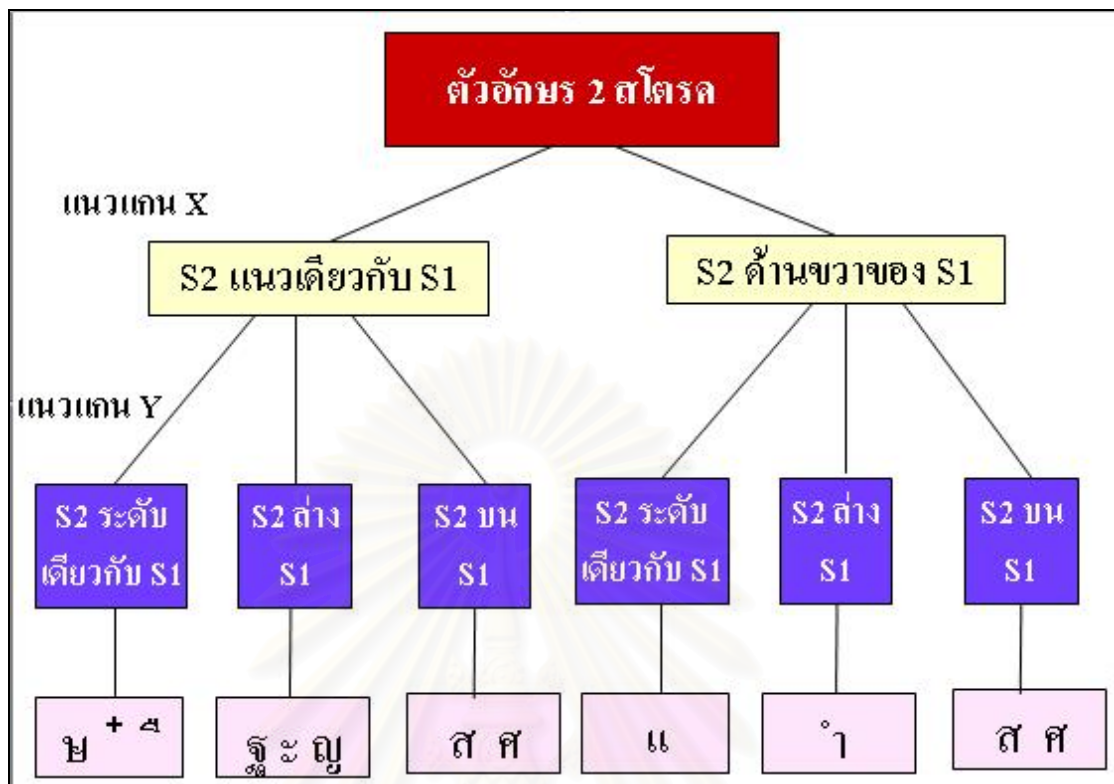 ตัวอักษร 2 สโตรค
แนวแกน X
S2 แนวเดียวกับ S1
S2 ด้านขวาของ S1
แนวแกน Y
S2 ระดับ
เดียวกับ S1
S2 ล่าง
S1
S2 บน
S1
S2 ระดับ
เดียวกับ S1
S2 ล่าง
S1
S2 บน
S1
ษ ๋ ี
ฐ ะ ญ
ส ศ
แ
ำ
ส ศ